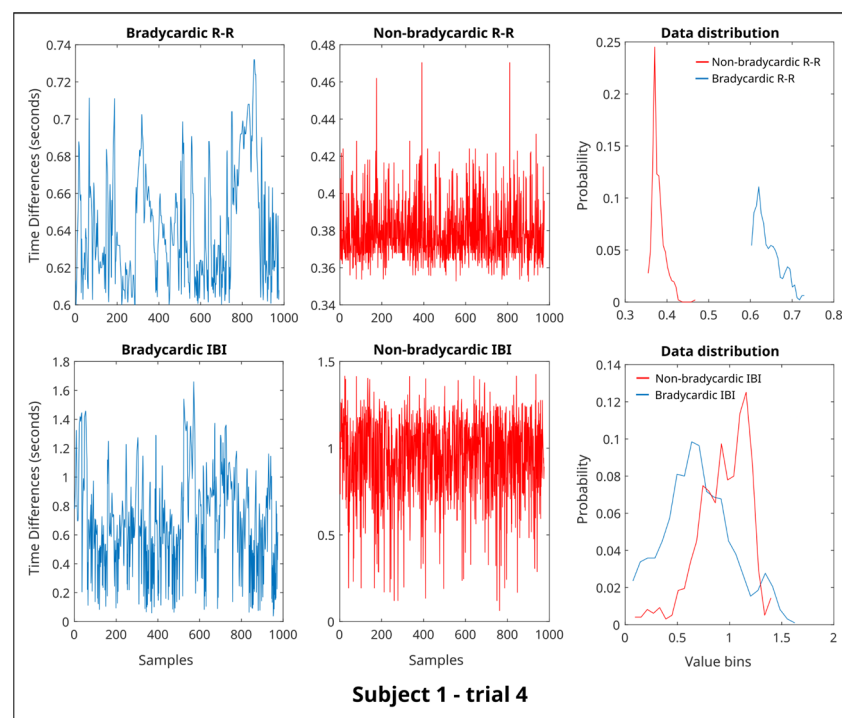 Bradycardic R-R
Non-bradycardic R-R
Data distribution
Time Differences (seconds)
0.74
0.72
0.7
0.68
0.66
0.64
0.62
0.6
0 200 400 600 800 1000
0.48
0.46
0.44
0.42
0.4
0.38
0.36
0.34
0 200 400 600 800 1000
Probability
0.25
0.2
0.15
0.1
0.05
0
0.3 0.4 0.5 0.6 0.7 0.8
Non-bradycardic R-R
Bradycardic R-R
Bradycardic IBI
Non-bradycardic IBI
Data distribution
Time Differences (seconds)
1.8
1.6
1.4
1.2
1
0.8
0.6
0.4
0.2
0
0 200 400 600 800 1000
Samples
1.5
1
0.5
0
0 200 400 600 800 1000
Samples
Probability
0.14
0.12
0.1
0.08
0.06
0.04
0.02
0
0 0.5 1 1.5 2
Non-bradycardic IBI
Bradycardic IBI
Value bins
Subject 1 - trial 4